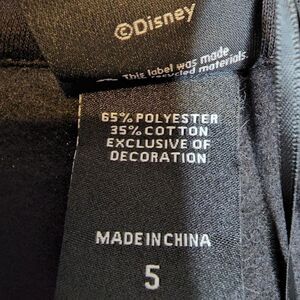 ©Disney
This label was made
recycled materials.
65% POLYESTER
35% COTTON
EXCLUSIVE OF
DECORATION
MADE IN CHINA
5